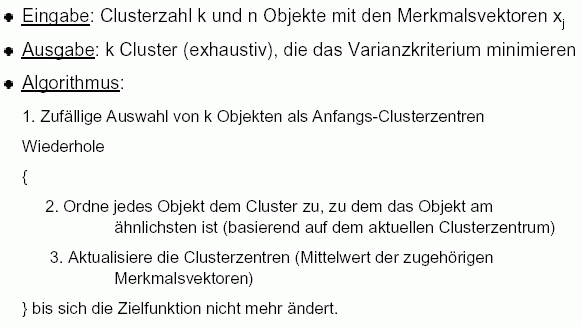 • Eingabe: Clusterzahl k und n Objekte mit den Merkmalsvektoren xj
• Ausgabe: k Cluster (exhaustiv), die das Varianzkriterium minimieren
• Algorithmus:
1. Zufällige Auswahl von k Objekten als Anfangs-Clusterzentren
Wiederhole
{
2. Ordne jedes Objekt dem Cluster zu, zu dem das Objekt am
ähnlichsten ist (basierend auf dem aktuellen Clusterzentrum)
3. Aktualisiere die Clusterzentren (Mittelwert der zugehörigen
Merkmalsvektoren)
} bis sich die Zielfunktion nicht mehr ändert.